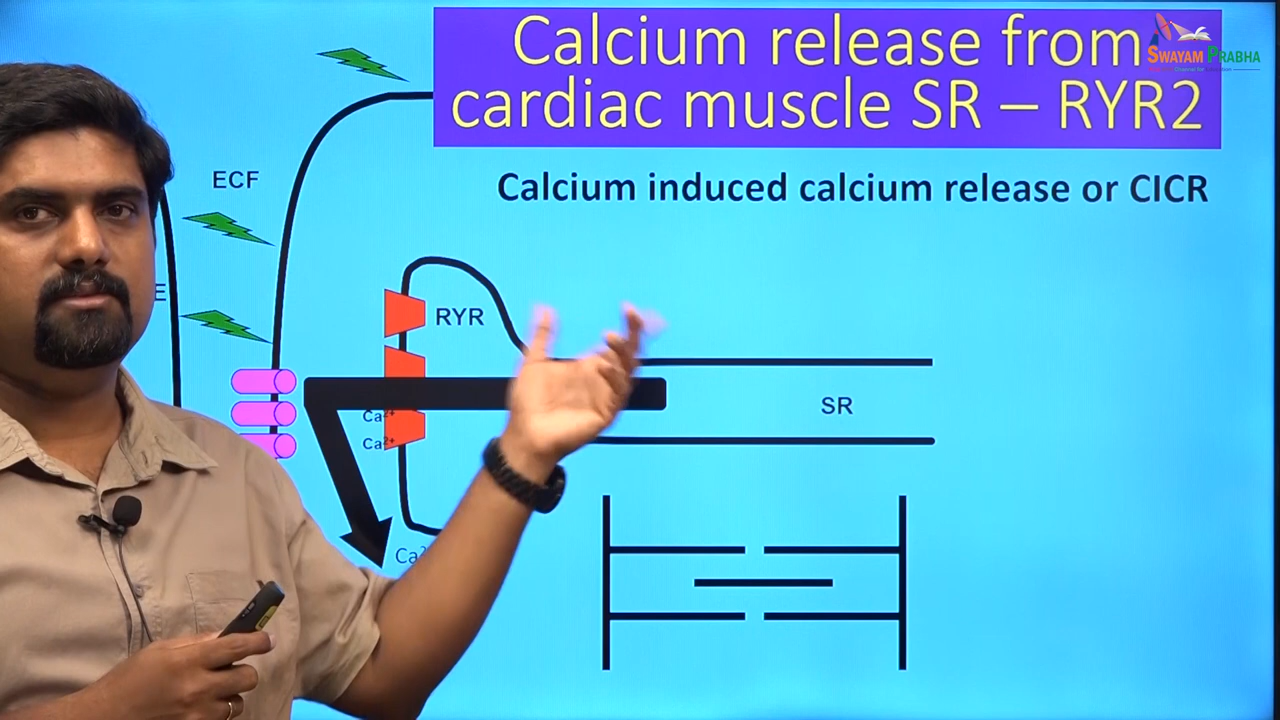 Calcium release from
cardiac muscle SR – RYR2
SWAYAM PRABHA
Calcium induced calcium release or CICR
ECF
E
RYR
SR
Ca²⁺
Ca²⁺
Ca²